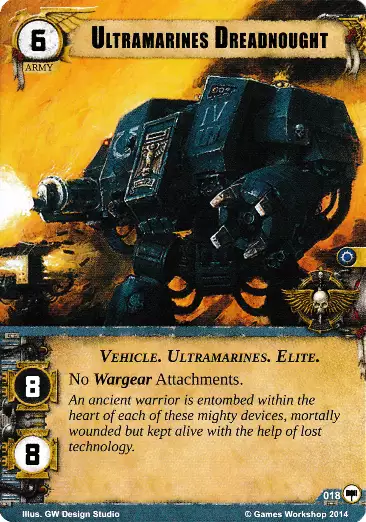 6
ARMY
ULTRAMARINES DREADNOUGHT
IV
VEHICLE. ULTRAMARINES. ELITE.
8
No Wargear Attachments.
An ancient warrior is entombed within the
heart of each of these mighty devices, mortally
wounded but kept alive with the help of lost
technology.
8
018
Illus. GW Design Studio
© Games Workshop 2014